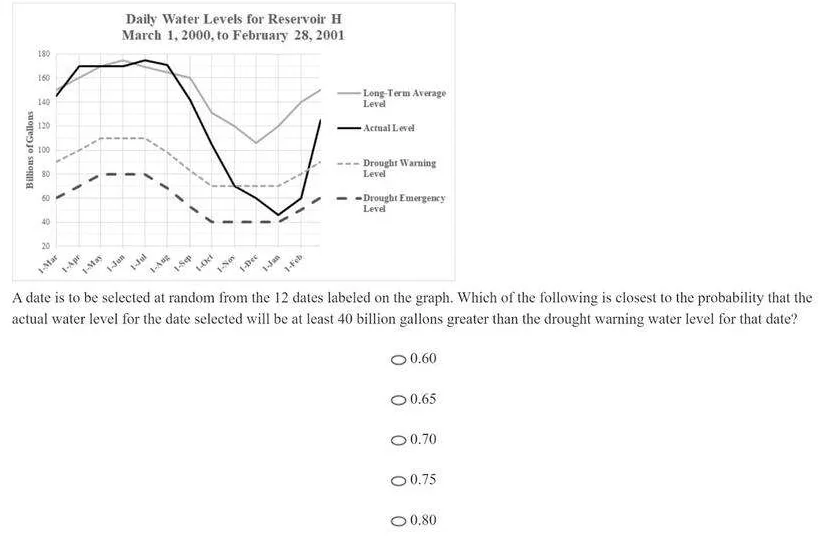 Daily Water Levels for Reservoir H
March 1, 2000, to February 28, 2001
Billions of Gallons
180
160
140
120
100
80
60
40
20
1-Mar
1-Apr
1-May
1-Jun
1-Jul
1-Aug
1-Sep
1-Oct
1-Nov
1-Dec
1-Jan
1-Feb
Long-Term Average
Level
Actual Level
Drought Warning
Level
Drought Emergency
Level
A date is to be selected at random from the 12 dates labeled on the graph. Which of the following is closest to the probability that the
actual water level for the date selected will be at least 40 billion gallons greater than the drought warning water level for that date?
0.60
0.65
0.70
0.75
0.80